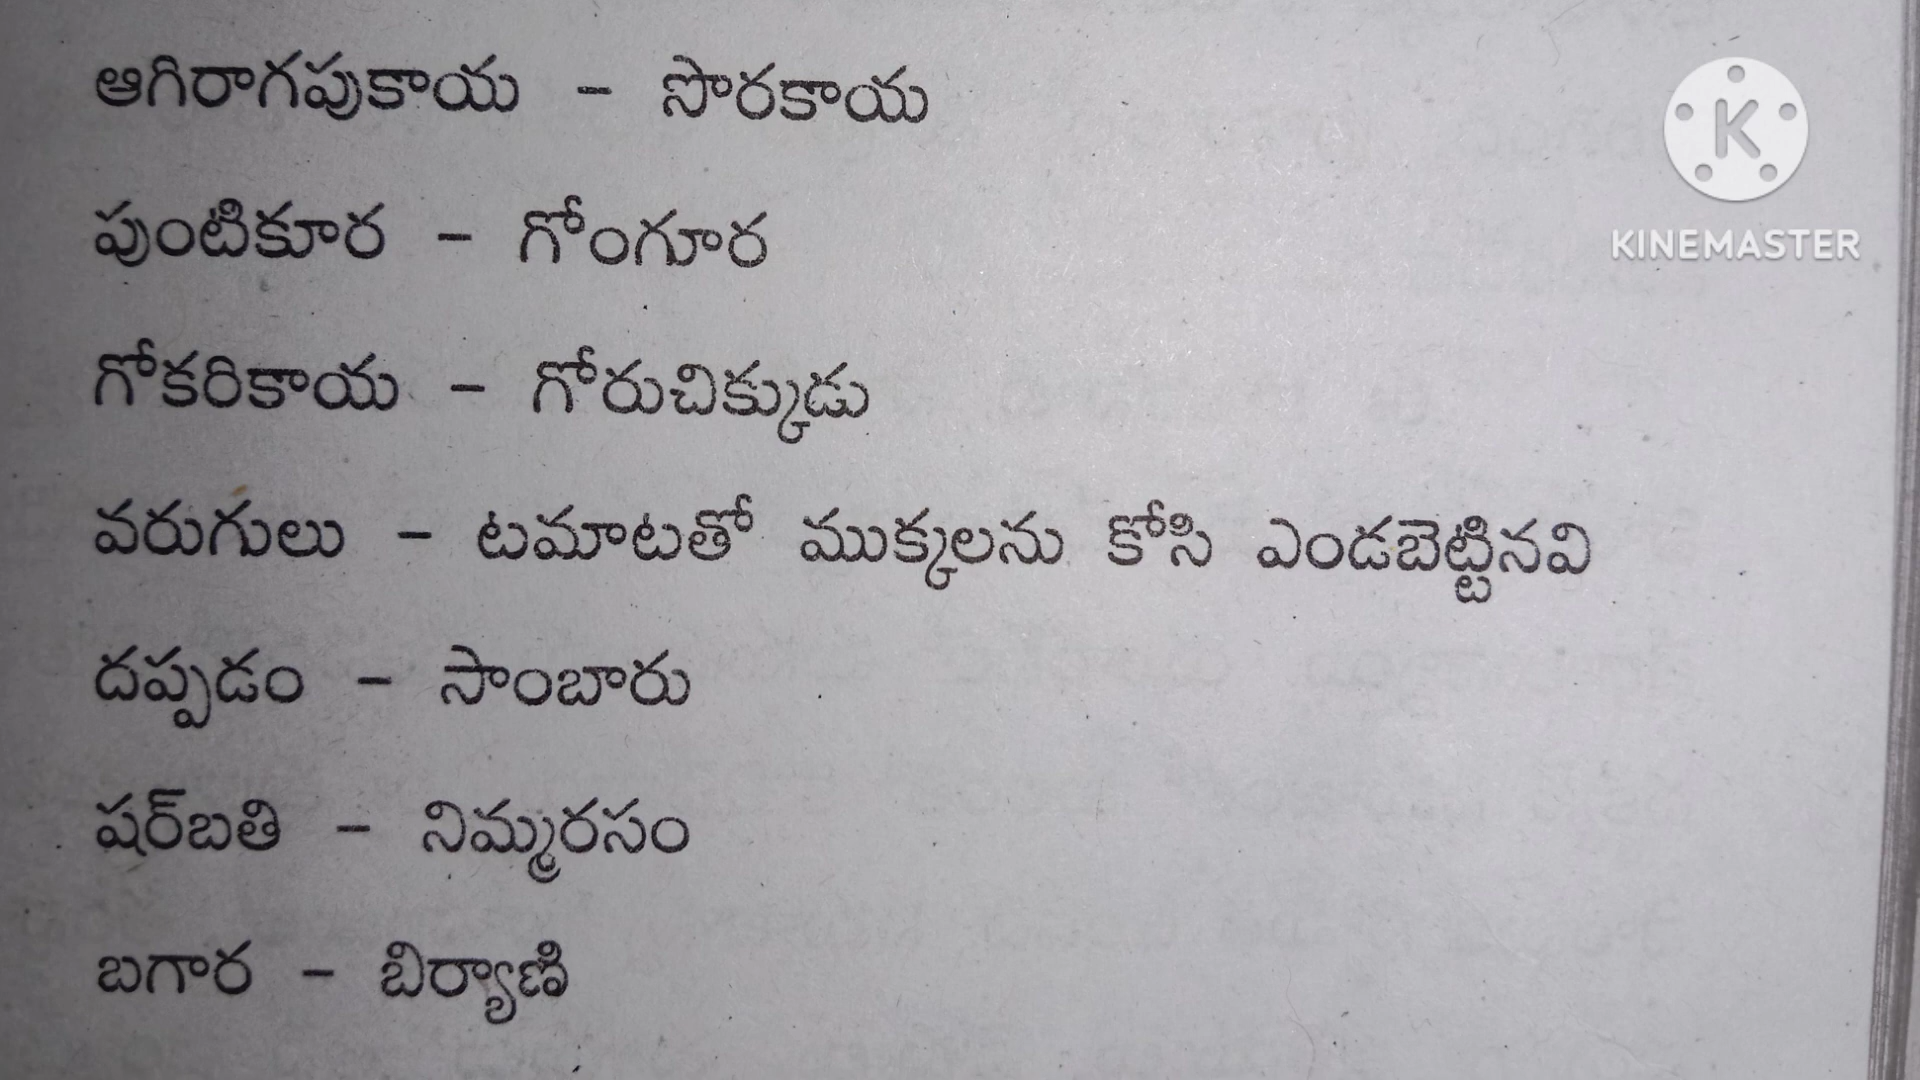 ఆగిరాగపుకాయ – సొరకాయ
K
KINEMASTER
పుంటికూర – గోంగూర
గోకరికాయ – గోరుచిక్కుడు
వరుగులు – టమాటతో ముక్కలను కోసి ఎండబెట్టినవి
దప్పడం – సాంబారు
షర్‌బతి – నిమ్మరసం
బగార – బిర్యాణి